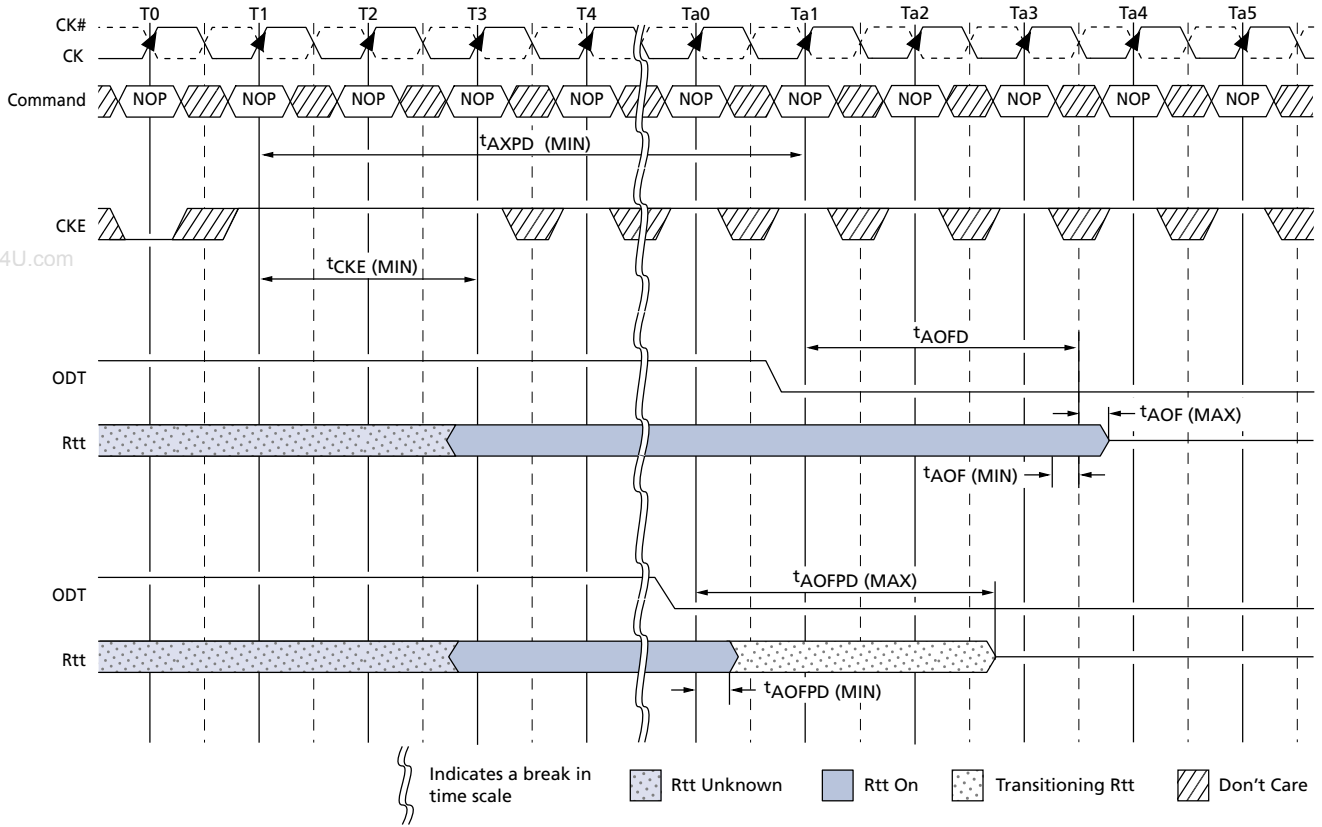 T0 T1 T2 T3 T4 Ta0 Ta1 Ta2 Ta3 Ta4 Ta5
CK#
CK
Command NOP NOP NOP NOP NOP NOP NOP NOP NOP NOP NOP
tAXPD (MIN)
CKE
4U.com
tCKE (MIN)
tAOFD
ODT
tAOF (MAX)
Rtt
tAOF (MIN)
tAOFPD (MAX)
ODT
Rtt
tAOFPD (MIN)
Indicates a break in
time scale
Rtt Unknown
Rtt On
Transitioning Rtt
Don't Care